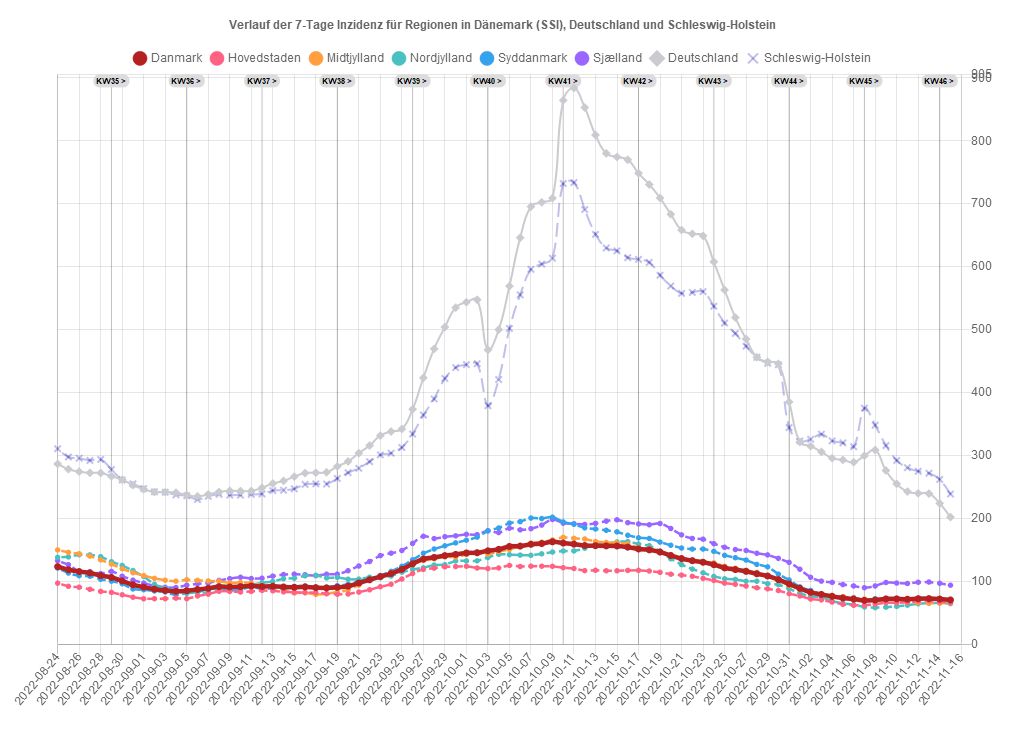 Verlauf der 7-Tage Inzidenz für Regionen in Dänemark (SSI), Deutschland und Schleswig-Holstein
Danmark Hovedstaden Midtjylland Nordjylland Syddanmark Sjælland Deutschland Schleswig-Holstein
KW35 > KW36 > KW37 > KW38 > KW39 > KW40 > KW41 > KW42 > KW43 > KW44 > KW45 > KW46 >
905
900
800
700
600
500
400
300
200
100
0
2022-08-24 2022-08-26 2022-08-28 2022-08-30 2022-09-01 2022-09-03 2022-09-05 2022-09-07 2022-09-09 2022-09-11 2022-09-13 2022-09-15 2022-09-17 2022-09-19 2022-09-21 2022-09-23 2022-09-25 2022-09-27 2022-09-29 2022-10-01 2022-10-03 2022-10-05 2022-10-07 2022-10-09 2022-10-11 2022-10-13 2022-10-15 2022-10-17 2022-10-19 2022-10-21 2022-10-23 2022-10-25 2022-10-27 2022-10-29 2022-10-31 2022-11-02 2022-11-04 2022-11-06 2022-11-08 2022-11-10 2022-11-12 2022-11-14 2022-11-16